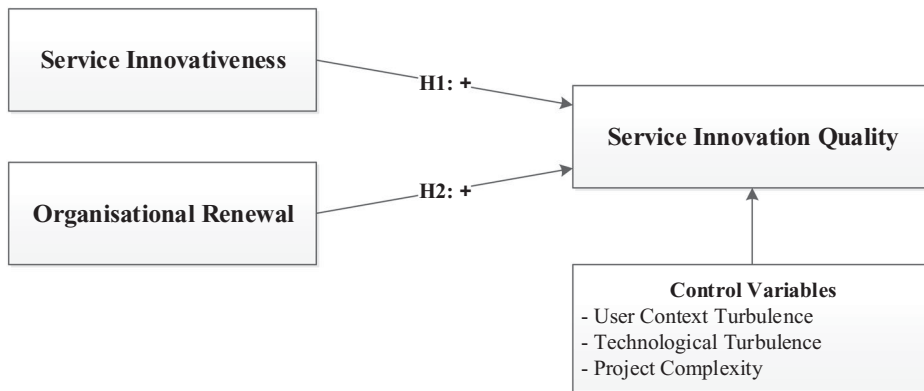 Service Innovativeness
H1: +
Service Innovation Quality
Organisational Renewal
H2: +
Control Variables
- User Context Turbulence
- Technological Turbulence
- Project Complexity